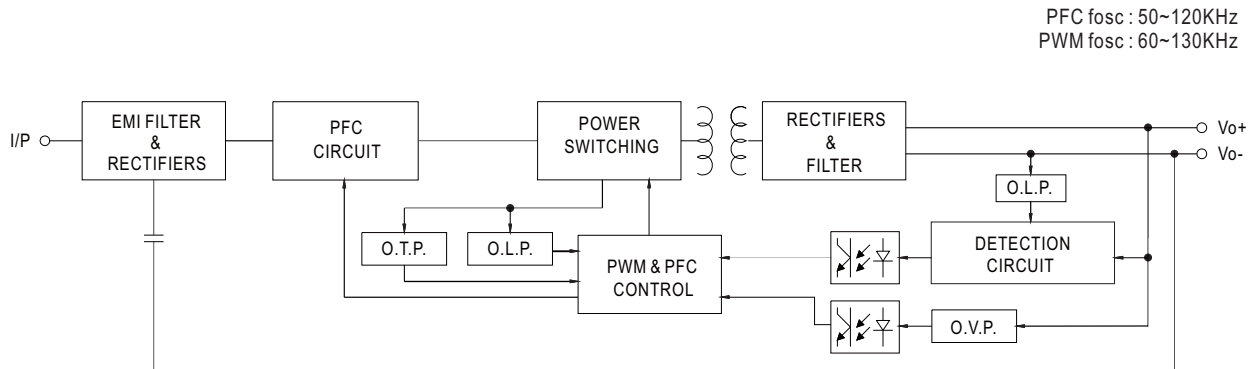 PFC fosc : 50~120KHz
PWM fosc : 60~130KHz
I/P
EMI FILTER
&
RECTIFIERS
PFC
CIRCUIT
POWER
SWITCHING
RECTIFIERS
&
FILTER
Vo+
Vo-
O.L.P.
O.T.P.
O.L.P.
PWM & PFC
CONTROL
DETECTION
CIRCUIT
O.V.P.